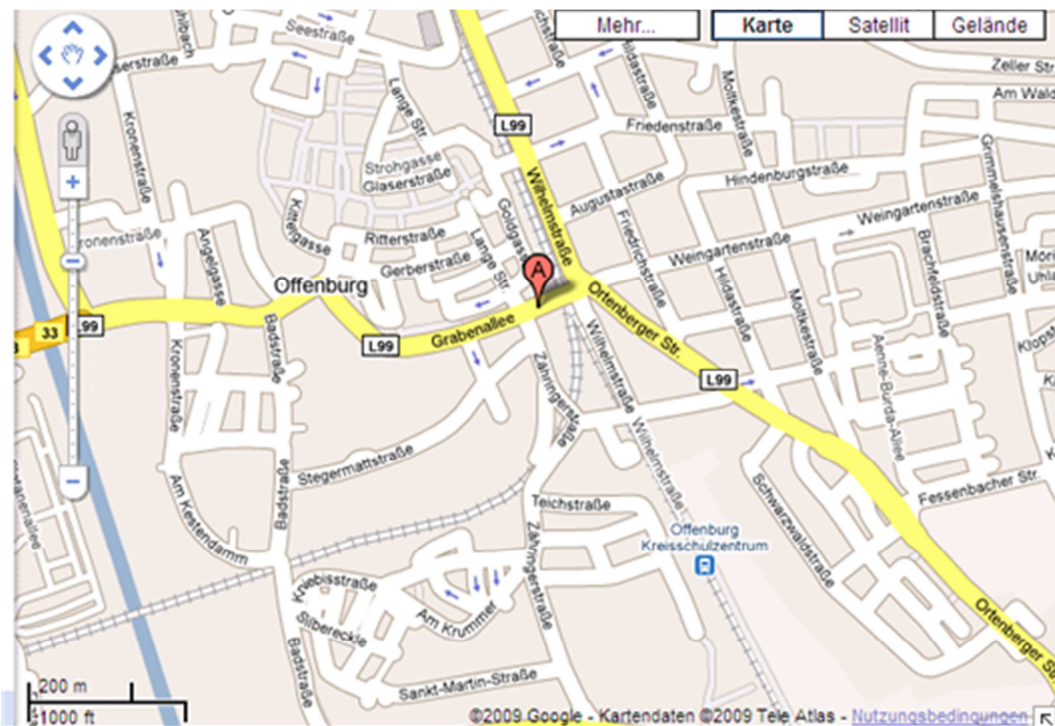 Mehr...
Karte
Satellit
Gelände
Seestraße
Zeller Str.
Am Wald
Lange Str.
Hildastraße
Moltkestraße
Kronenstraße
L99
Friedenstraße
Grimmelshausenstraße
Strohgasse
Glaserstraße
Hindenburgstraße
Wilhelmstraße
Augustastraße
Goldgasse
Kittelgasse
Ritterstraße
Weingartenstraße
Friedrichstraße
Angelgasse
Lange Str.
Gerberstraße
Weingartenstraße
Brachfeldstraße
A
Offenburg
Hildastraße
Moltkestraße
Ortenberger Str.
33
L99
Badstraße
Grabenallee
L99
Wilhelmstraße
Kronenstraße
Zähringerstraße
L99
Aenne-Burda-Allee
Wilhelmstraße
Stegermattstraße
Badstraße
Am Kestendamm
Fessenbacher Str.
Teichstraße
Schwarzwaldstraße
Offenburg
Kreisschulzentrum
Zähringerstraße
Kniebisstraße
Silbereckle
Am Krummer
Badstraße
Ortenberger Str.
Sankt-Martin-Straße
200 m
1000 ft
©2009 Google - Kartendaten ©2009 Tele Atlas - Nutzungsbedingungen